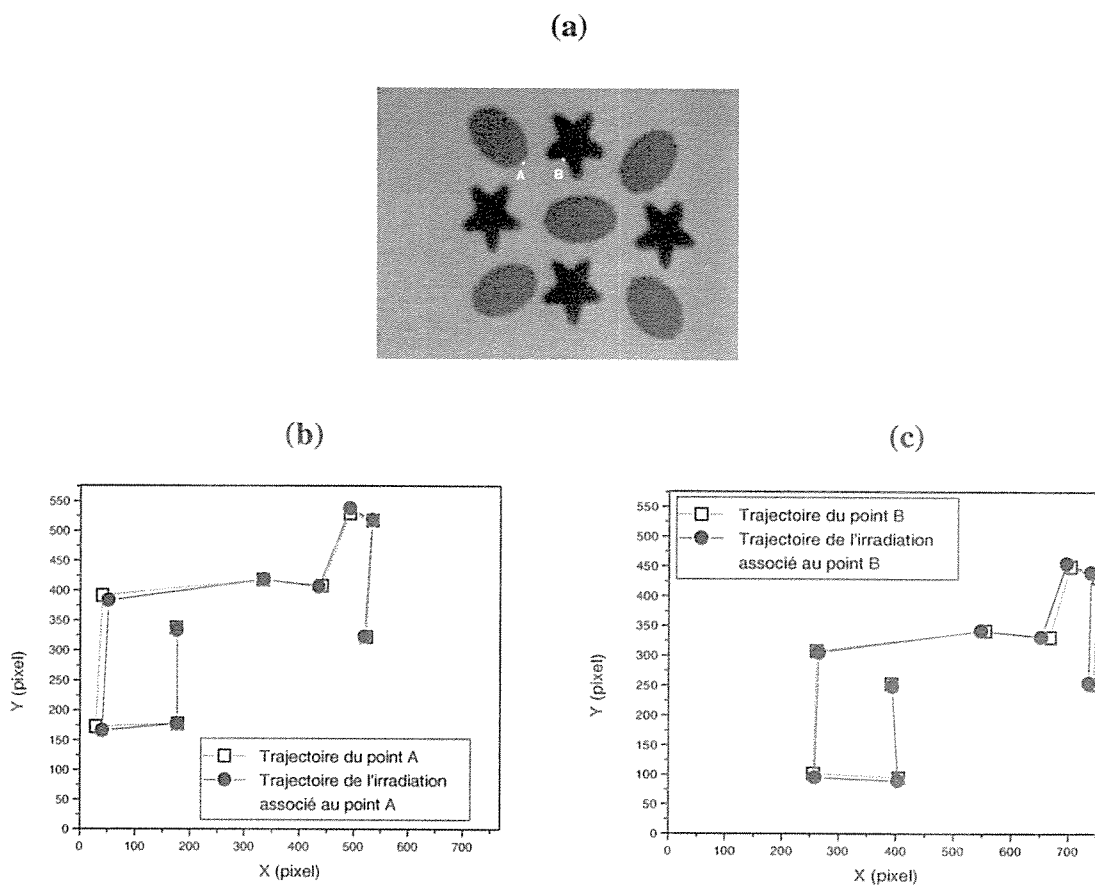 (a)
A B
(b)
550
500
450
400
350
300
250
200
150
100
50
0
Y (pixel)
Trajectoire du point A
Trajectoire de l'irradiation
associé au point A
0 100 200 300 400 500 600 700
X (pixel)
(c)
550
500
450
400
350
300
250
200
150
100
50
0
Y (pixel)
Trajectoire du point B
Trajectoire de l'irradiation
associé au point B
0 100 200 300 400 500 600 700
X (pixel)